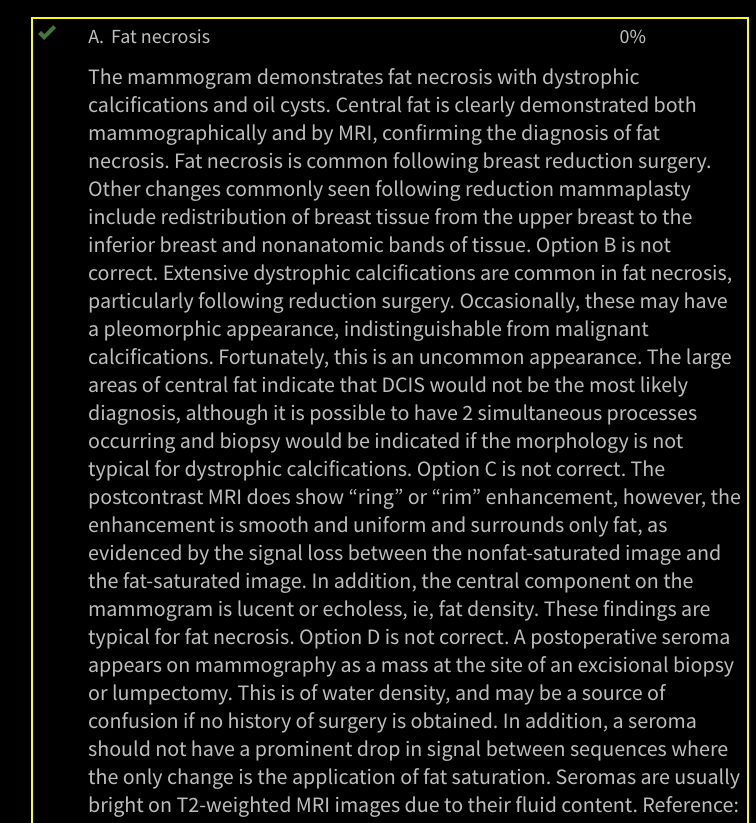 A. Fat necrosis 0%
The mammogram demonstrates fat necrosis with dystrophic
calcifications and oil cysts. Central fat is clearly demonstrated both
mammographically and by MRI, confirming the diagnosis of fat
necrosis. Fat necrosis is common following breast reduction surgery.
Other changes commonly seen following reduction mammaplasty
include redistribution of breast tissue from the upper breast to the
inferior breast and nonanatomic bands of tissue. Option B is not
correct. Extensive dystrophic calcifications are common in fat necrosis,
particularly following reduction surgery. Occasionally, these may have
a pleomorphic appearance, indistinguishable from malignant
calcifications. Fortunately, this is an uncommon appearance. The large
areas of central fat indicate that DCIS would not be the most likely
diagnosis, although it is possible to have 2 simultaneous processes
occurring and biopsy would be indicated if the morphology is not
typical for dystrophic calcifications. Option C is not correct. The
postcontrast MRI does show “ring” or “rim” enhancement, however, the
enhancement is smooth and uniform and surrounds only fat, as
evidenced by the signal loss between the nonfat-saturated image and
the fat-saturated image. In addition, the central component on the
mammogram is lucent or echoless, ie, fat density. These findings are
typical for fat necrosis. Option D is not correct. A postoperative seroma
appears on mammography as a mass at the site of an excisional biopsy
or lumpectomy. This is of water density, and may be a source of
confusion if no history of surgery is obtained. In addition, a seroma
should not have a prominent drop in signal between sequences where
the only change is the application of fat saturation. Seromas are usually
bright on T2-weighted MRI images due to their fluid content. Reference: